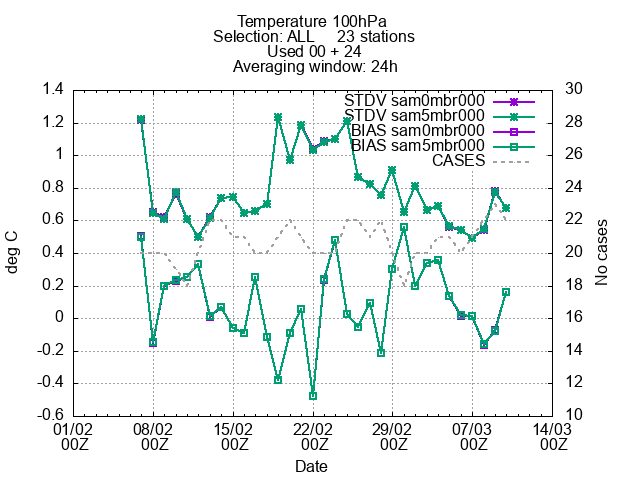 Temperature 100hPa
Selection: ALL 23 stations
Used 00 + 24
Averaging window: 24h
STDV sam0mbr000
STDV sam5mbr000
BIAS sam0mbr000
BIAS sam5mbr000
CASES
1.4
1.2
1
0.8
0.6
0.4
0.2
0
-0.2
-0.4
-0.6
deg C
30
28
26
24
22
20
18
16
14
12
10
No cases
01/02 08/02 15/02 22/02 29/02 07/03 14/03
00Z 00Z 00Z 00Z 00Z 00Z 00Z
Date